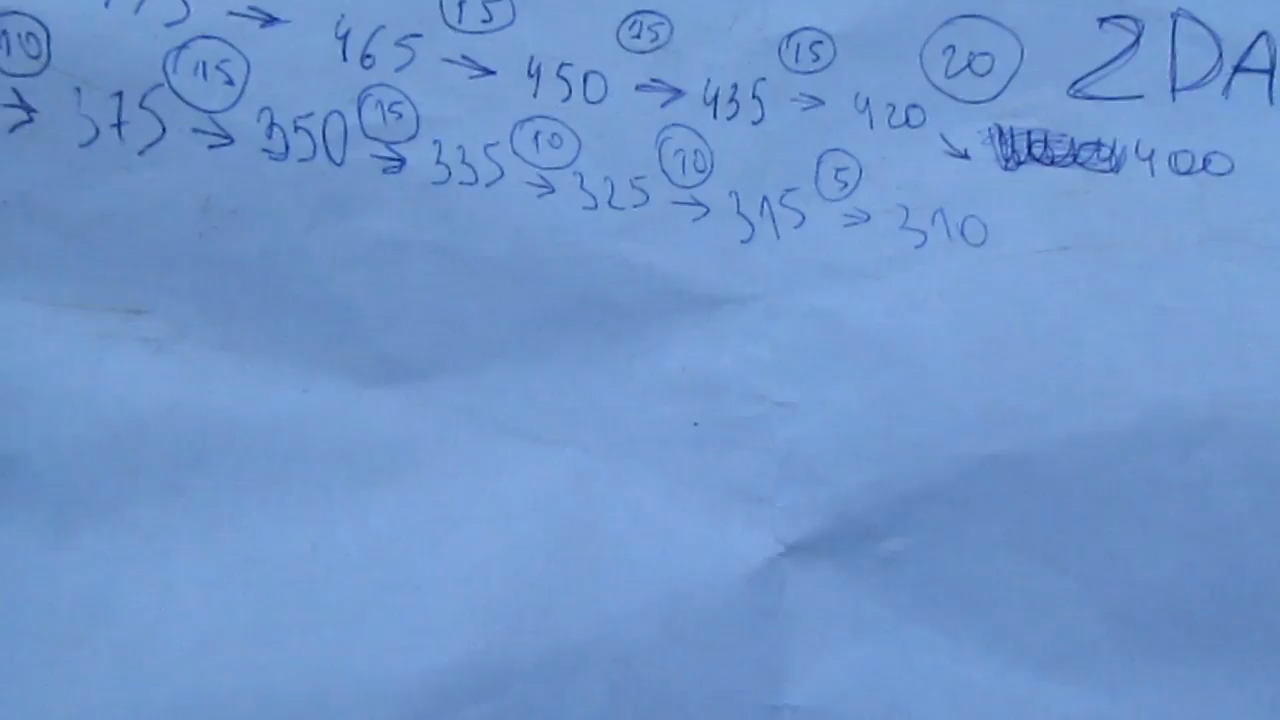 → 465 → 450 → 435 → 420
15 15 15 20 2DA
→ 400
10 15 15 10 10 5
→ 375 → 350 → 335 → 325 → 315 → 310